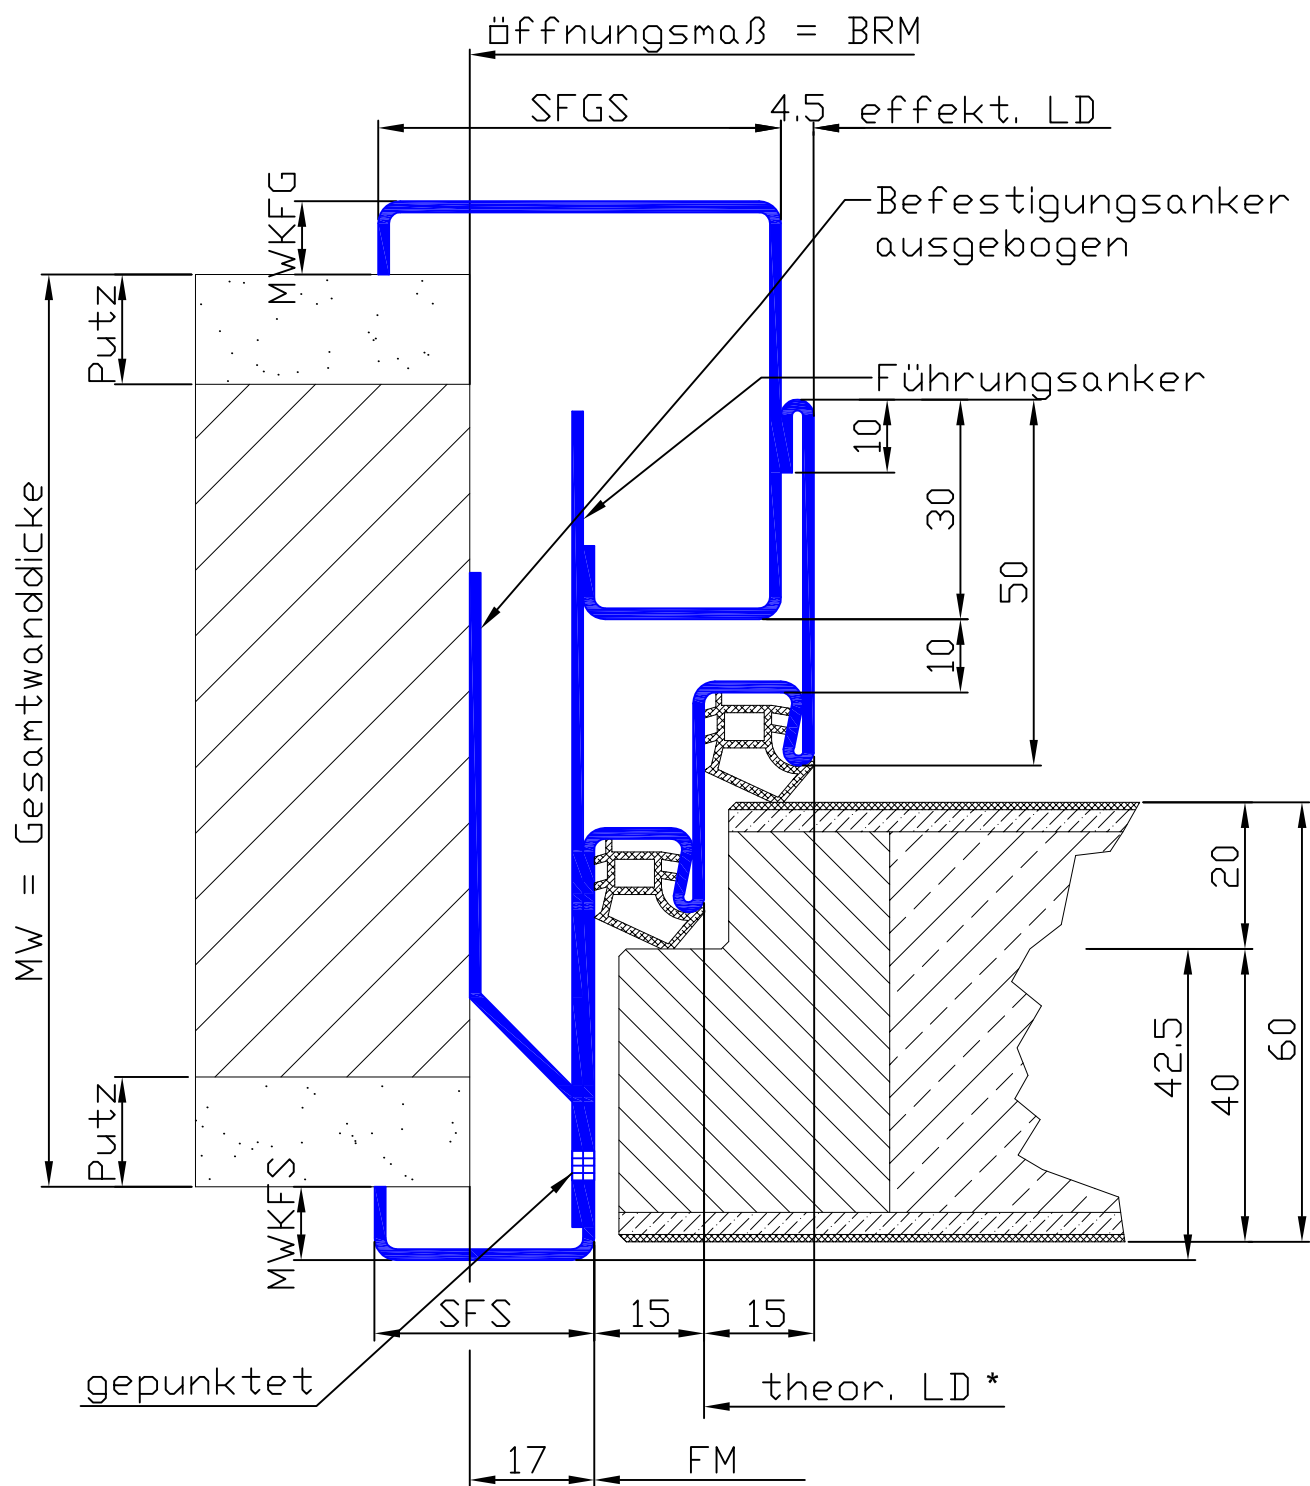 öffnungsmaß = BRM
SFGS
4.5
effekt. LD
MWKFG
Befestigungsanker
ausgebogen
Putz
Führungsanker
10
30
50
10
MW = Gesamtwanddicke
20
42.5
40
60
Putz
MWKFS
SFS
15
15
gepunktet
theor. LD *
17
FM